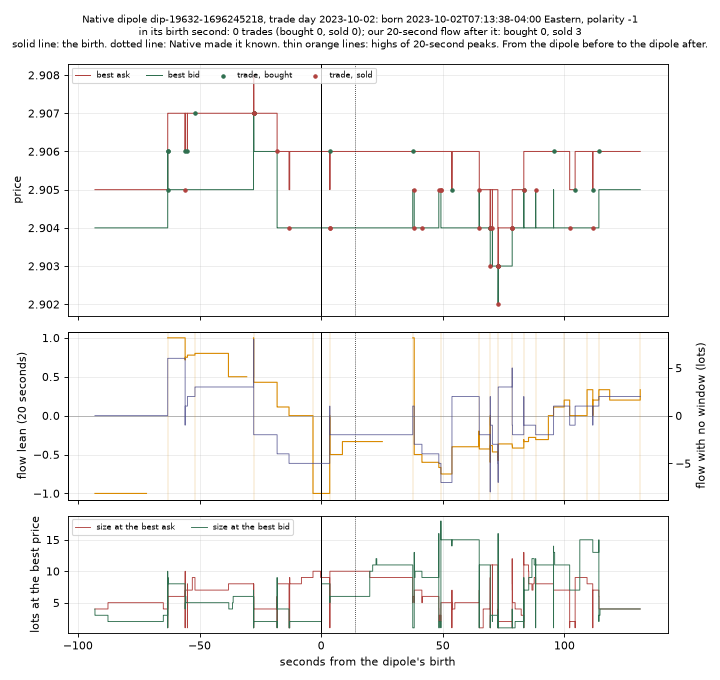 Native dipole dip-19632-1696245218, trade day 2023-10-02: born 2023-10-02T07:13:38-04:00 Eastern, polarity -1
in its birth second: 0 trades (bought 0, sold 0); our 20-second flow after it: bought 0, sold 3
solid line: the birth. dotted line: Native made it known. thin orange lines: highs of 20-second peaks. From the dipole before to the dipole after.
best ask best bid trade, bought trade, sold
2.908
2.907
2.906
2.905
2.904
2.903
2.902
price
1.0
0.5
0.0
−0.5
−1.0
flow lean (20 seconds)
5
0
−5
flow with no window (lots)
size at the best ask size at the best bid
15
10
5
lots at the best price
−100 −50 0 50 100
seconds from the dipole's birth